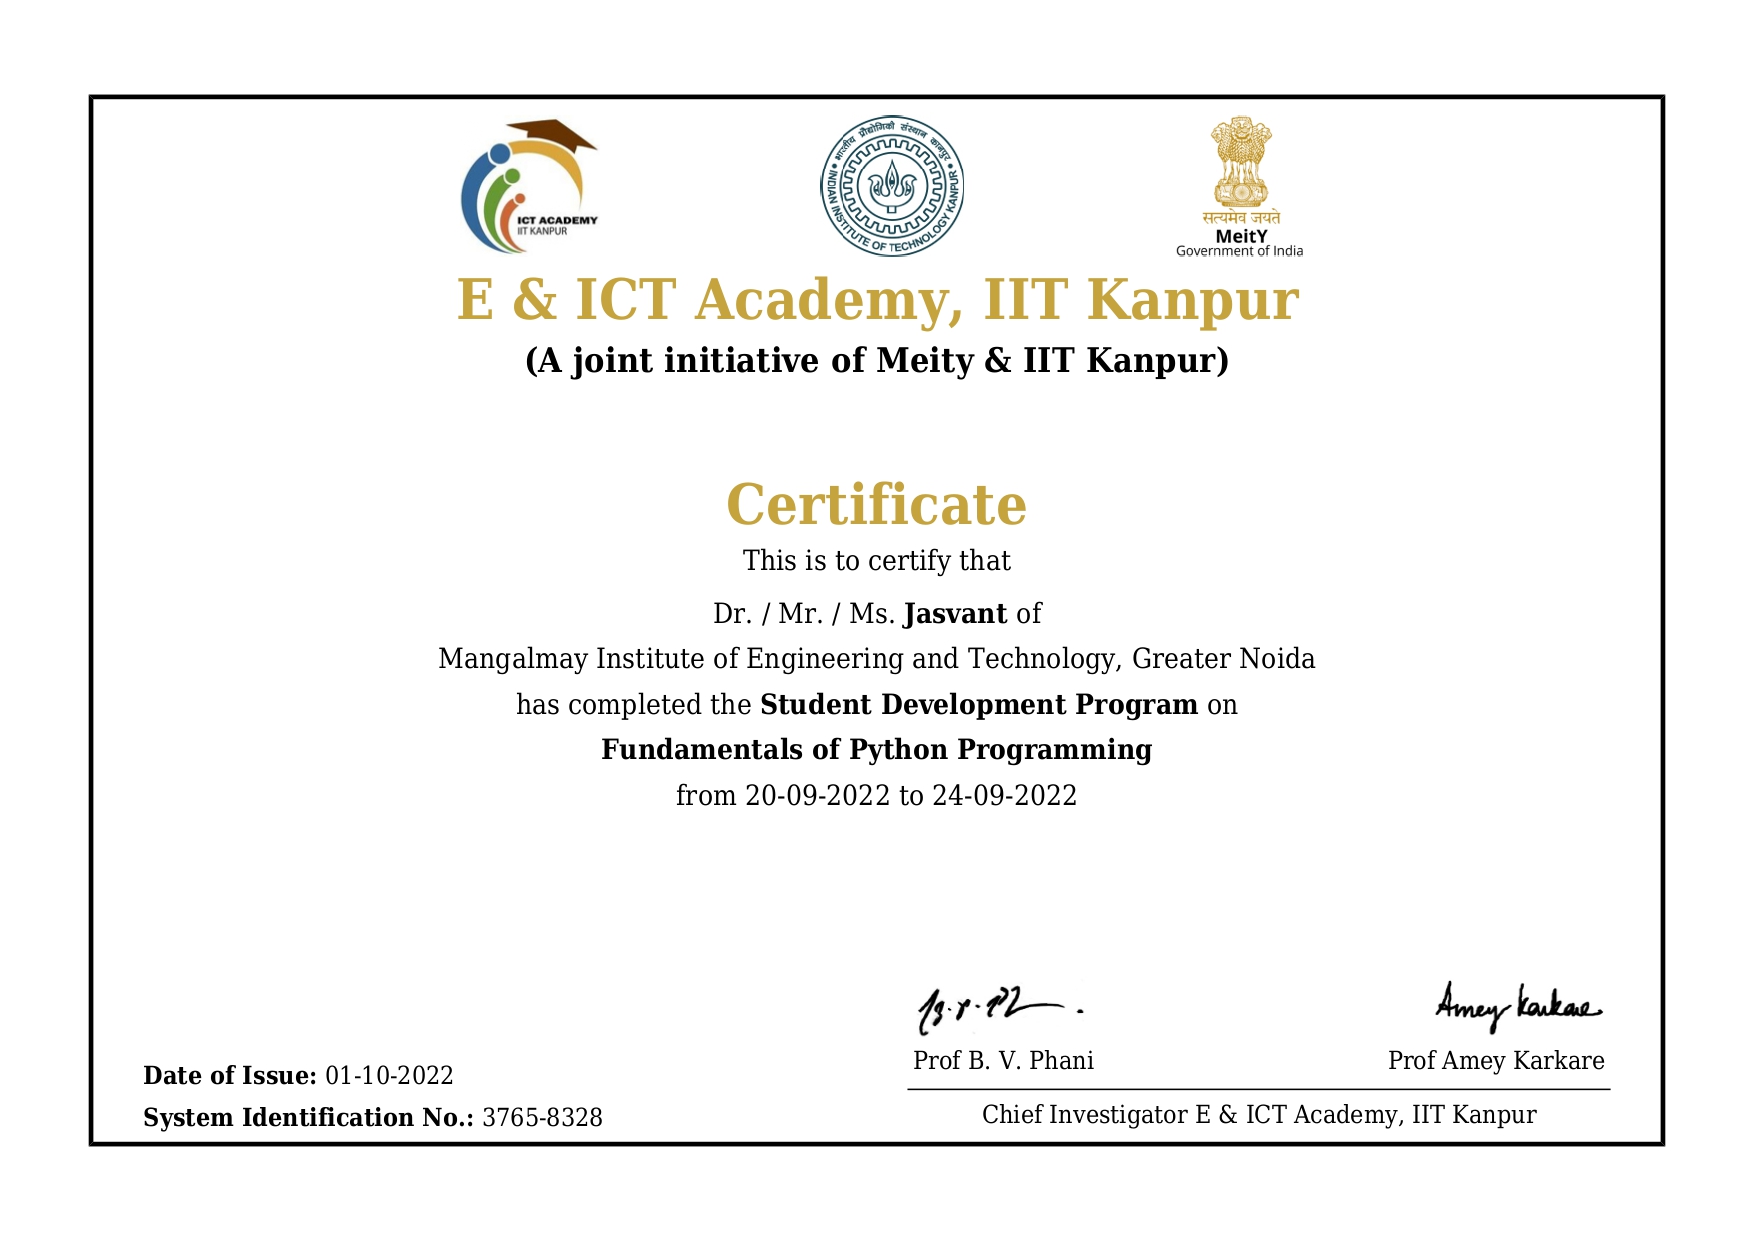 ICT ACADEMY
IIT KANPUR
भारतीय प्रौद्योगिकी संस्थान कानपुर
INDIAN INSTITUTE OF TECHNOLOGY KANPUR
सत्यमेव जयते
MeitY
Government of India
E & ICT Academy, IIT Kanpur
(A joint initiative of Meity & IIT Kanpur)
Certificate
This is to certify that
Dr. / Mr. / Ms. Jasvant of
Mangalmay Institute of Engineering and Technology, Greater Noida
has completed the Student Development Program on
Fundamentals of Python Programming
from 20-09-2022 to 24-09-2022
Amey Karkare
Prof B. V. Phani
Prof Amey Karkare
Date of Issue: 01-10-2022
System Identification No.: 3765-8328
Chief Investigator E & ICT Academy, IIT Kanpur